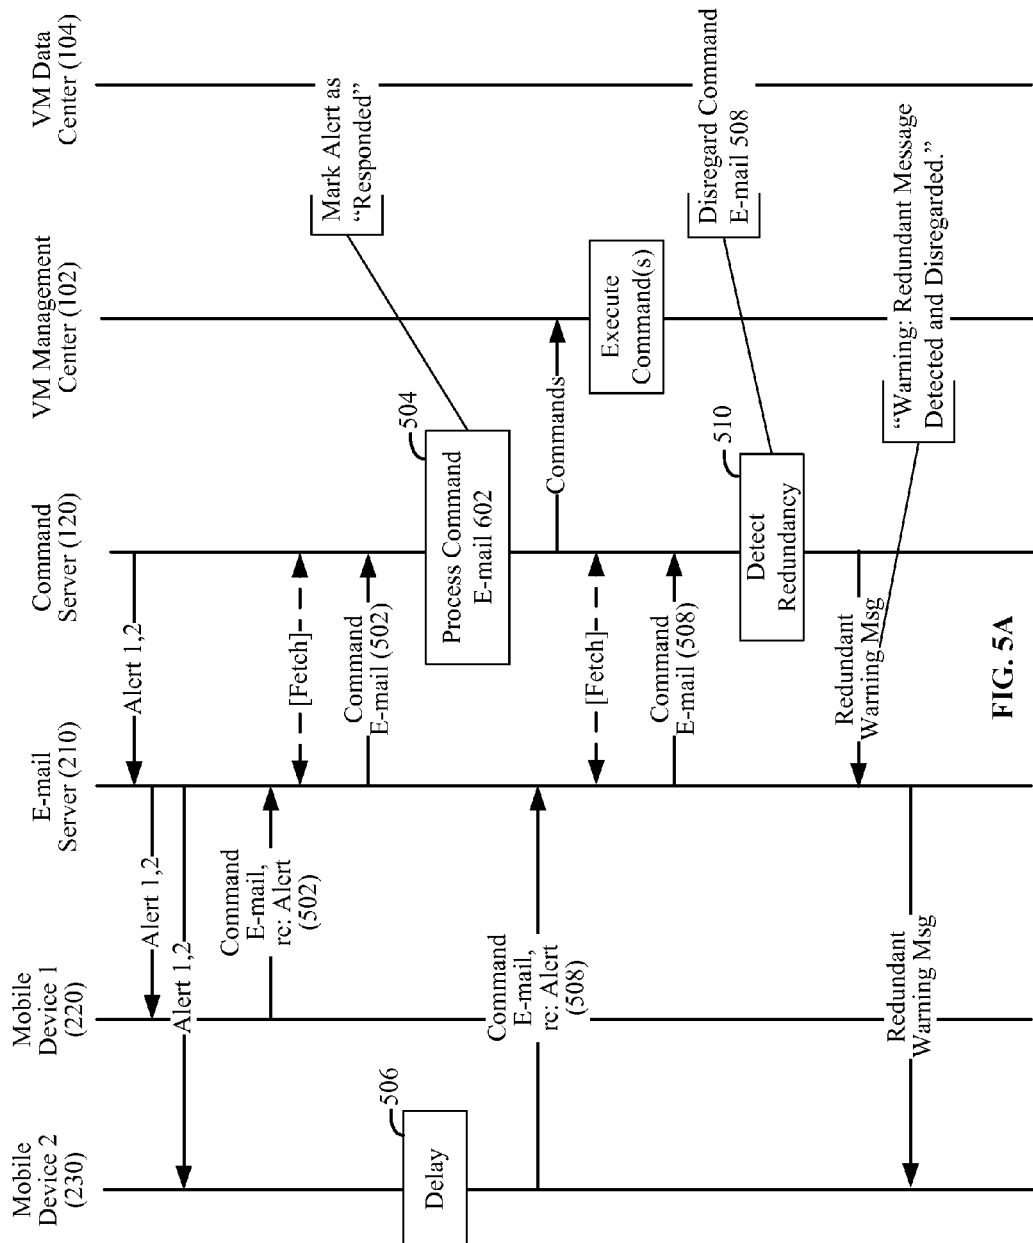 Mobile
Device 2
(230)
Mobile
Device 1
(220)
E-mail
Server (210)
Command
Server (120)
VM Management
Center (102)
VM Data
Center (104)
Alert 1,2
Alert 1,2
Alert 1,2
Command
E-mail,
re: Alert
(502)
[Fetch]
Command
E-mail (502)
Mark Alert as
“Responded”
504
Process Command
E-mail 602
506
Delay
Commands
Command
E-mail,
re: Alert
(508)
Execute
Command(s)
[Fetch]
Command
E-mail (508)
Disregard Command
E-mail 508
510
Detect
Redundancy
Redundant
Warning Msg
Redundant
Warning Msg
“Warning: Redundant Message
Detected and Disregarded.”
FIG. 5A